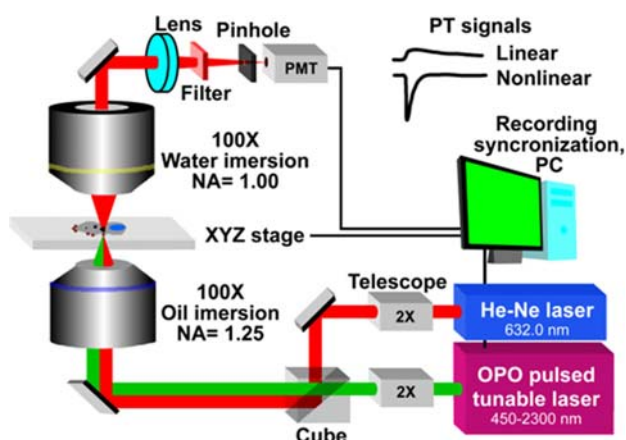 Lens
Pinhole
PT signals
PMT
Linear
Nonlinear
Filter
100X
Water imersion
NA= 1.00
Recording
syncronization,
PC
XYZ stage
100X
Oil imersion
NA= 1.25
Telescope
2X
He-Ne laser
632.0 nm
2X
OPO pulsed
tunable laser
450-2300-nm
Cube